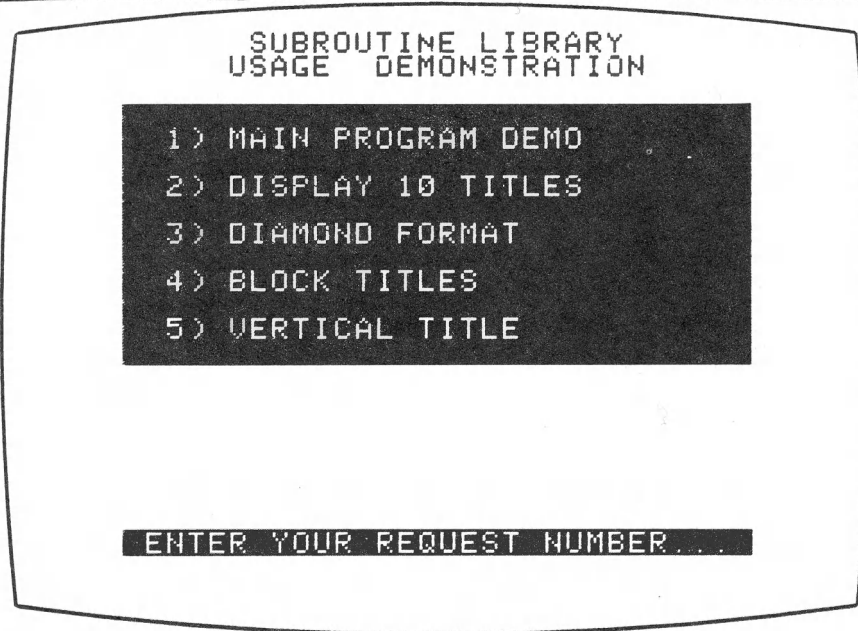 SUBROUTINE LIBRARY
USAGE DEMONSTRATION
1) MAIN PROGRAM DEMO
2) DISPLAY 10 TITLES
3) DIAMOND FORMAT
4) BLOCK TITLES
5) VERTICAL TITLE
ENTER YOUR REQUEST NUMBER...